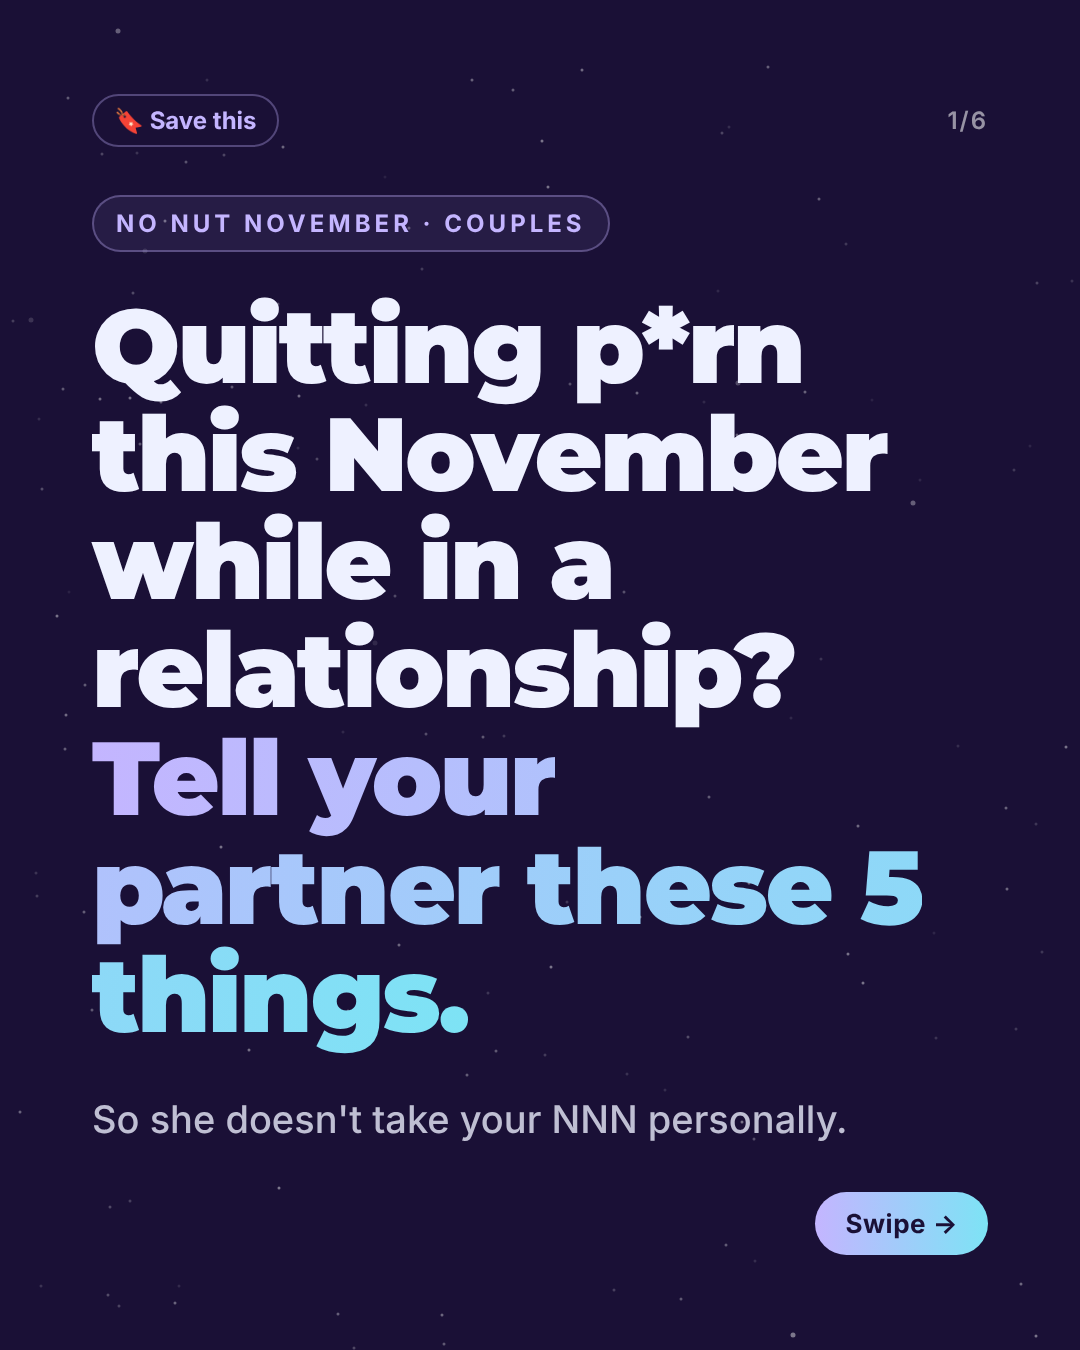 🔖 Save this
1/6
NO NUT NOVEMBER · COUPLES
Quitting p*rn
this November
while in a
relationship?
Tell your
partner these 5
things.
So she doesn't take your NNN personally.
Swipe →